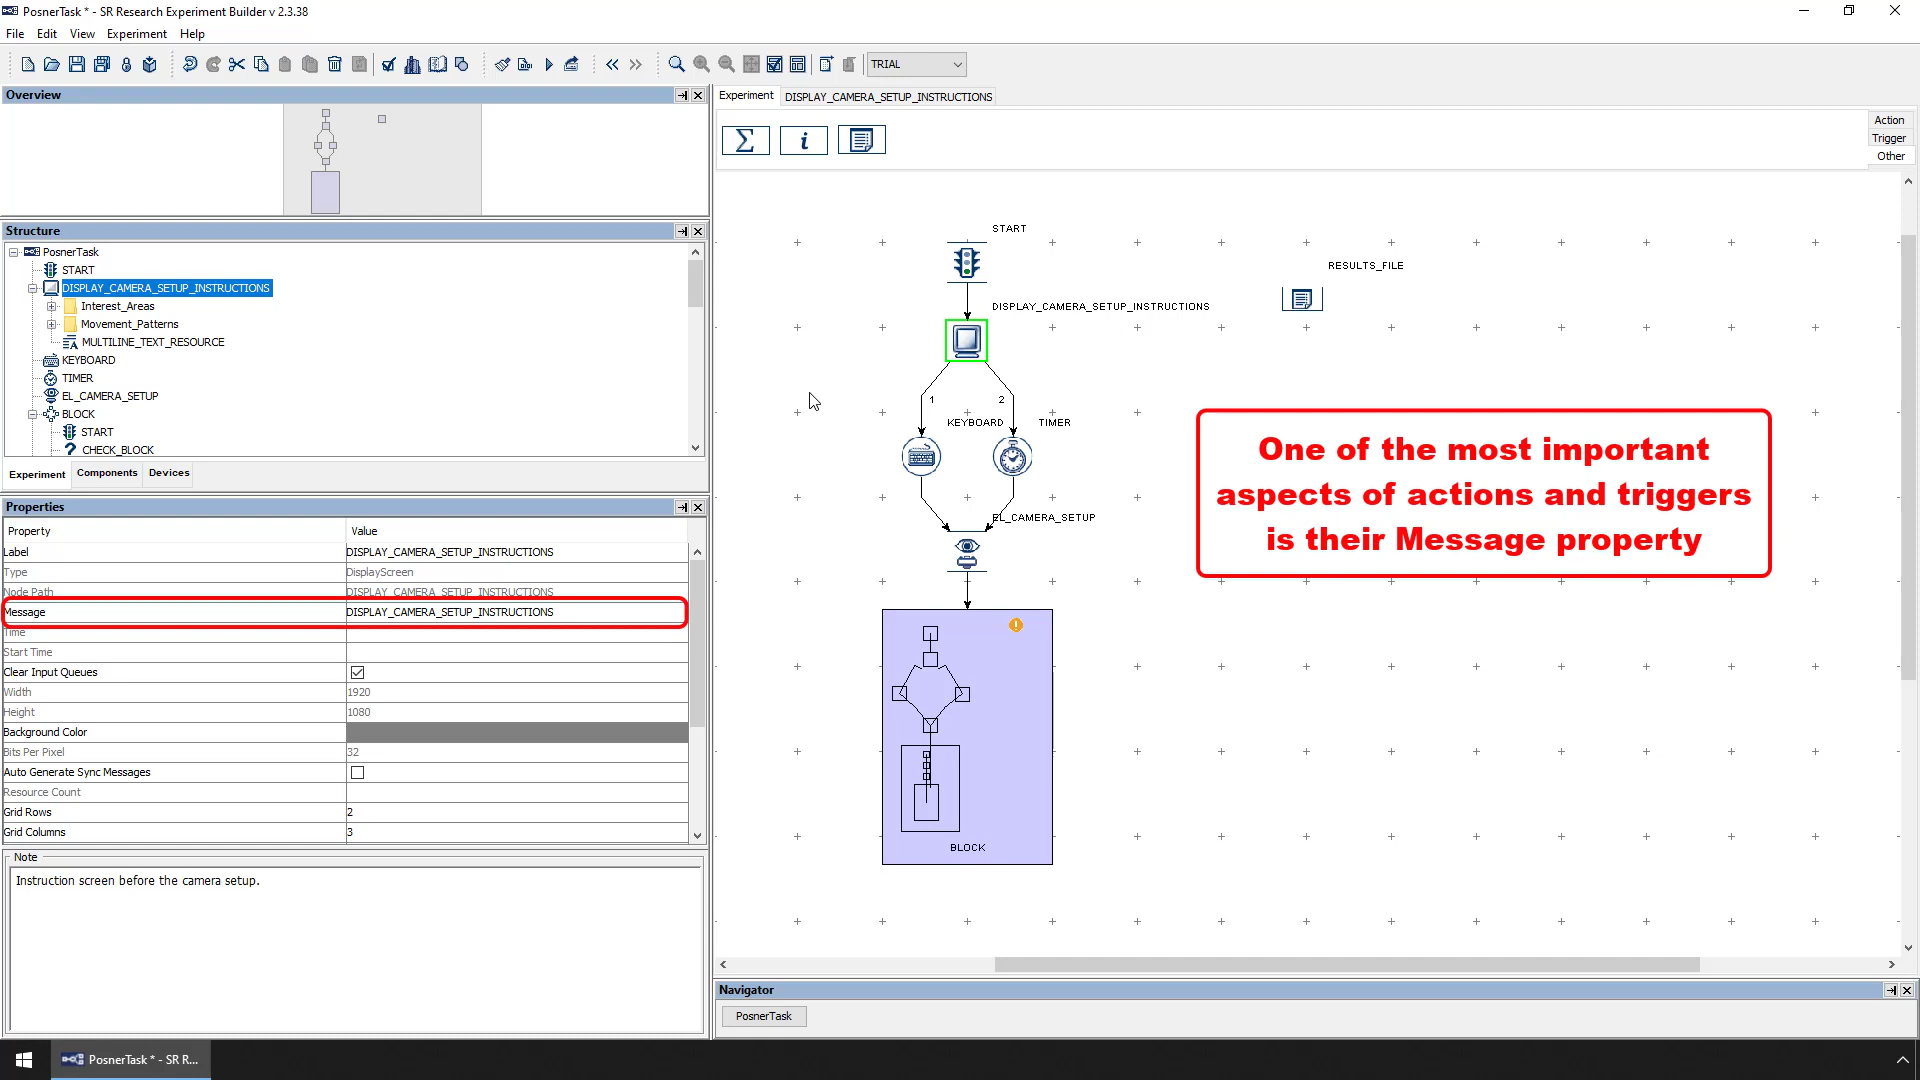 PosnerTask * - SR Research Experiment Builder v 2.3.38
File Edit View Experiment Help
TRIAL
Overview
Structure
PosnerTask
START
DISPLAY_CAMERA_SETUP_INSTRUCTIONS
Interest_Areas
Movement_Patterns
MULTILINE_TEXT_RESOURCE
KEYBOARD
TIMER
EL_CAMERA_SETUP
BLOCK
START
CHECK_BLOCK
Experiment Components Devices
Properties
Property Value
Label DISPLAY_CAMERA_SETUP_INSTRUCTIONS
Type DisplayScreen
Node Path DISPLAY_CAMERA_SETUP_INSTRUCTIONS
Message DISPLAY_CAMERA_SETUP_INSTRUCTIONS
Time
Start Time
Clear Input Queues
Width 1920
Height 1080
Background Color
Bits Per Pixel 32
Auto Generate Sync Messages
Resource Count
Grid Rows 2
Grid Columns 3
Note
Instruction screen before the camera setup.
Experiment DISPLAY_CAMERA_SETUP_INSTRUCTIONS
Action
Trigger
Other
START
RESULTS_FILE
DISPLAY_CAMERA_SETUP_INSTRUCTIONS
1 2
KEYBOARD TIMER
EL_CAMERA_SETUP
BLOCK
One of the most important
aspects of actions and triggers
is their Message property
Navigator
PosnerTask
PosnerTask * - SR R...